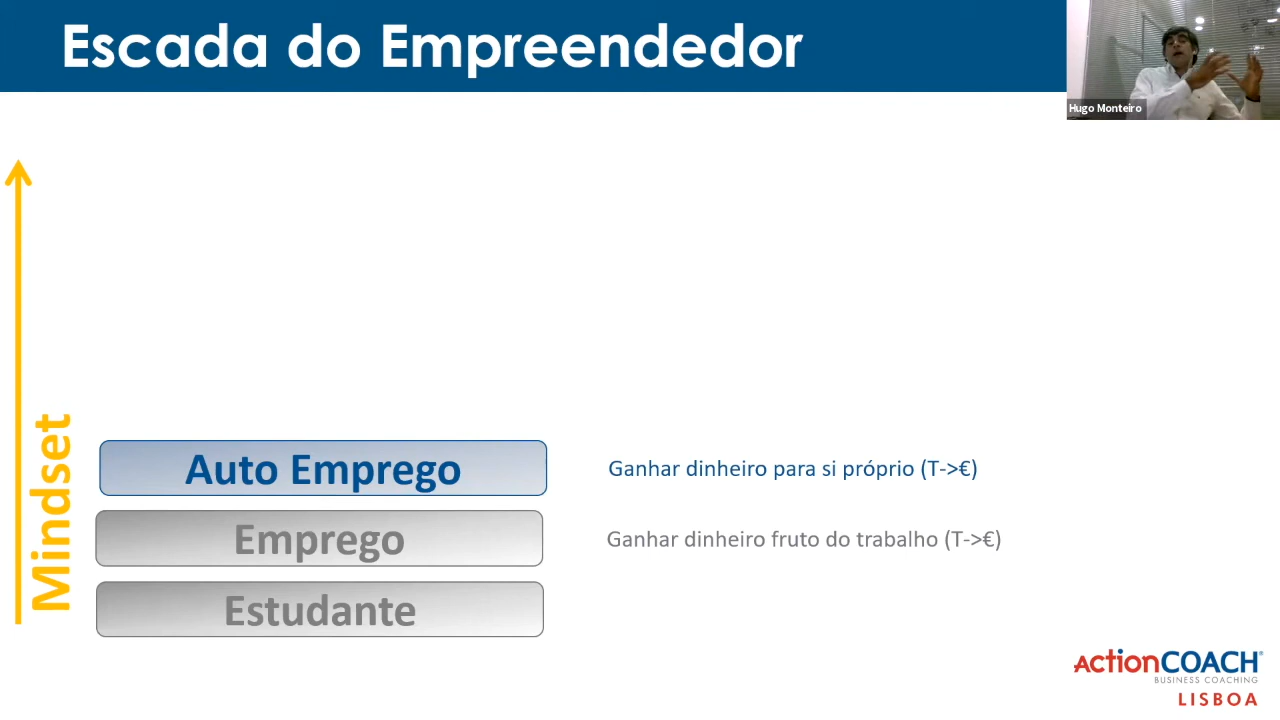 Escada do Empreendedor
Hugo Monteiro
Mindset
Auto Emprego
Ganhar dinheiro para si próprio (T->€)
Emprego
Ganhar dinheiro fruto do trabalho (T->€)
Estudante
ActionCOACH®
BUSINESS COACHING
LISBOA